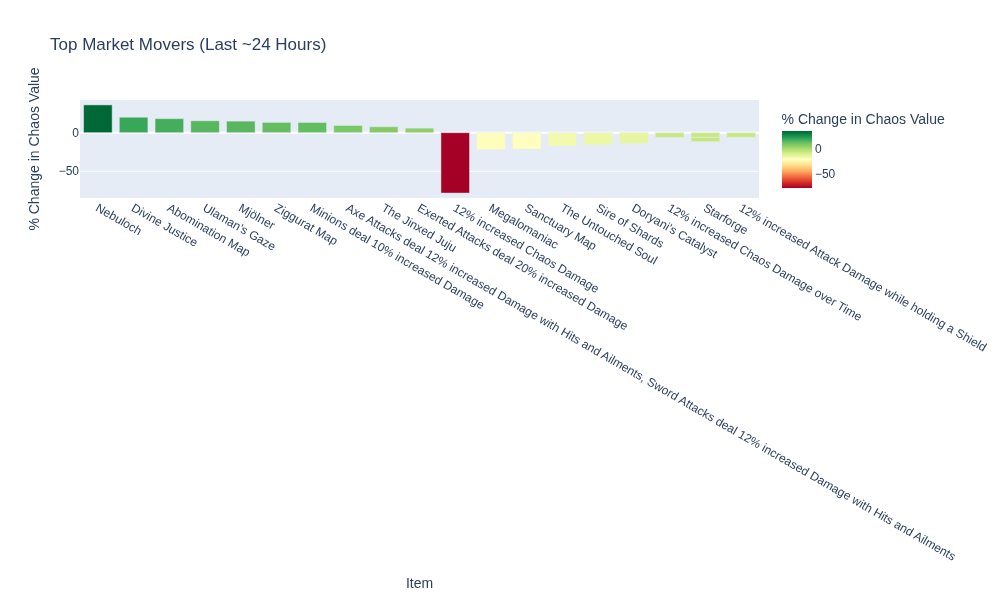 Top Market Movers (Last ~24 Hours)
% Change in Chaos Value
0
−50
Nebuloch
Divine Justice
Abomination Map
Ulaman's Gaze
Mjölner
Ziggurat Map
Minions deal 10% increased Damage
Axe Attacks deal 12% increased Damage with Hits and Ailments, Sword Attacks deal 12% increased Damage with Hits and Ailments
The Jinxed Juju
Exerted Attacks deal 20% increased Damage
12% increased Chaos Damage
Megalomaniac
Sanctuary Map
The Untouched Soul
Sire of Shards
Doryani's Catalyst
12% increased Chaos Damage over Time
Starforge
12% increased Attack Damage while holding a Shield
Item
% Change in Chaos Value
0
−50